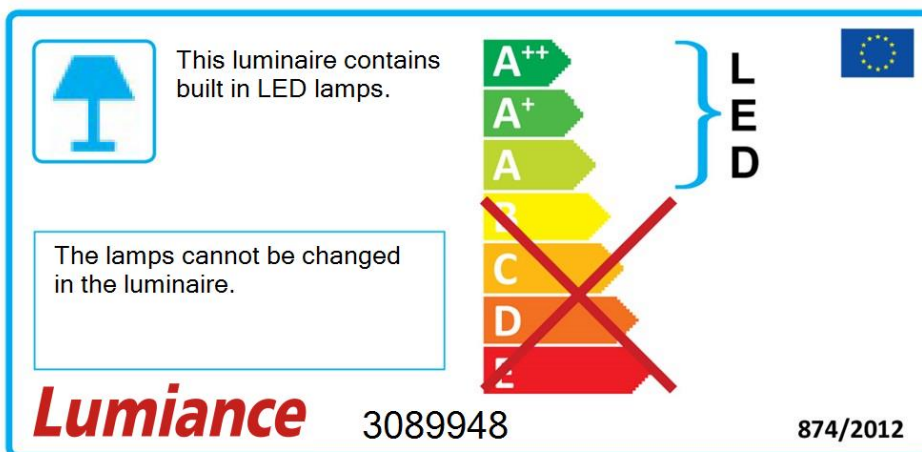 This luminaire contains
built in LED lamps.
The lamps cannot be changed
in the luminaire.
A++
A+
A
B
C
D
E
L
E
D
Lumiance 3089948
874/2012